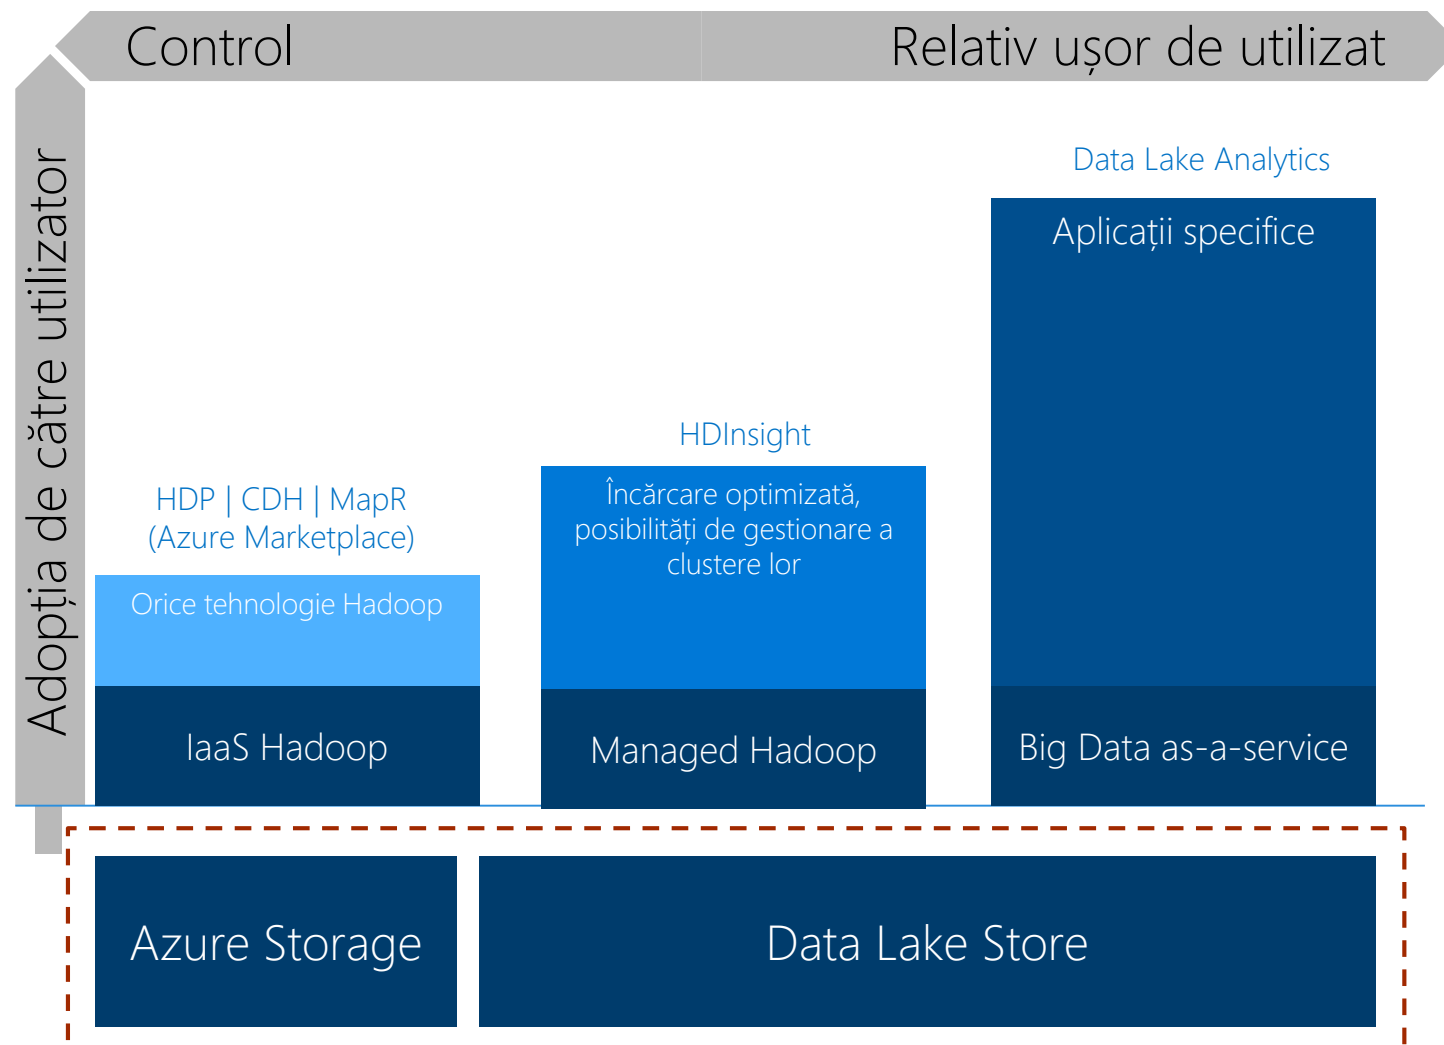 Control
Relativ ușor de utilizat
Adopția de către utilizator
Data Lake Analytics
Aplicații specifice
HDInsight
Încărcare optimizată,
posibilități de gestionare a
clustere lor
HDP | CDH | MapR
(Azure Marketplace)
Orice tehnologie Hadoop
IaaS Hadoop
Managed Hadoop
Big Data as-a-service
Azure Storage
Data Lake Store